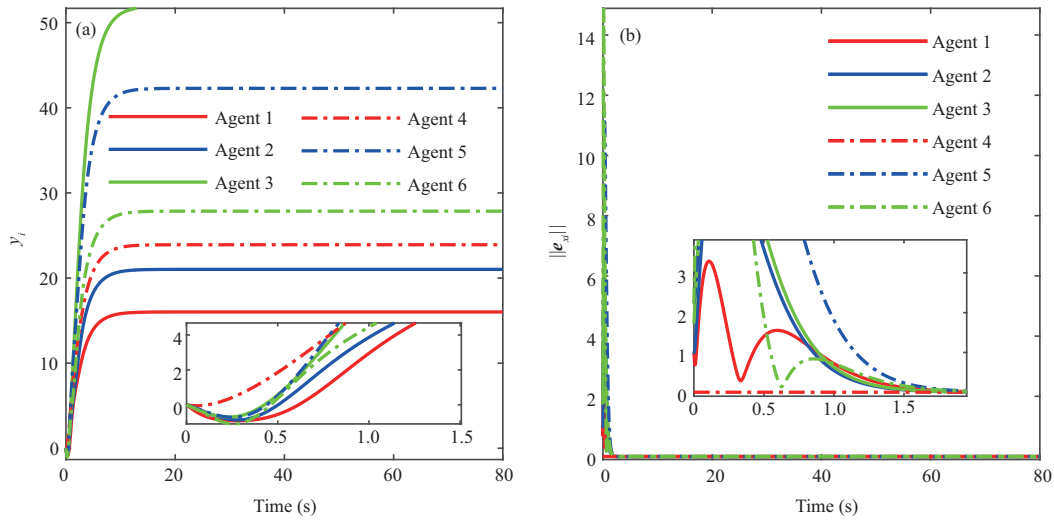 (a)
50
40
30
20
10
0
y_i
Agent 1
Agent 2
Agent 3
Agent 4
Agent 5
Agent 6
4
2
0
0 0.5 1.0 1.5
0 20 40 60 80
Time (s)
(b)
14
12
10
8
6
4
2
0
||e_xi||
Agent 1
Agent 2
Agent 3
Agent 4
Agent 5
Agent 6
3
2
1
0
0 0.5 1.0 1.5
20 40 60 80
Time (s)